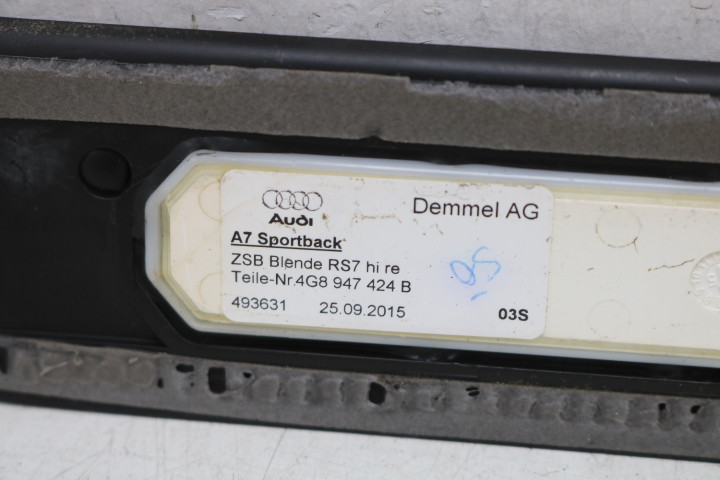 Audi
Demmel AG
A7 Sportback
ZSB Blende RS7 hi re
Teile-Nr.4G8 947 424 B
493631 25.09.2015 03S